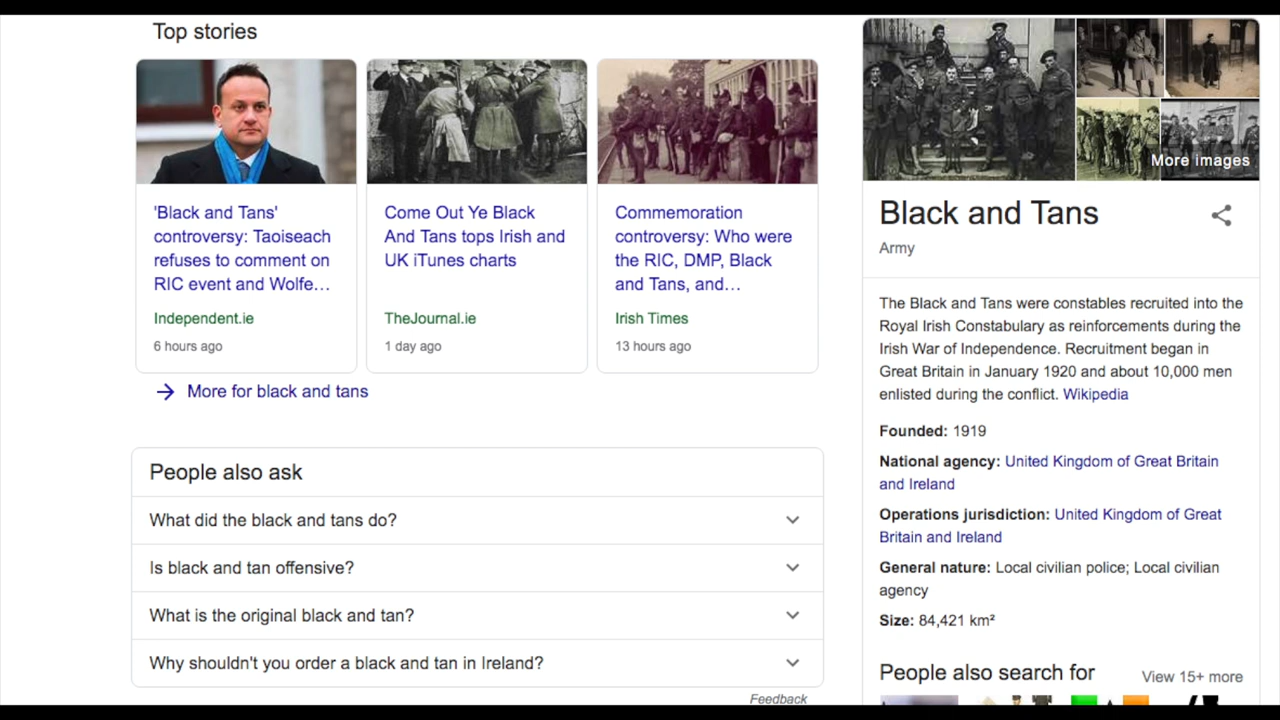 Top stories
'Black and Tans'
controversy: Taoiseach
refuses to comment on
RIC event and Wolfe...
Independent.ie
6 hours ago
Come Out Ye Black
And Tans tops Irish and
UK iTunes charts
TheJournal.ie
1 day ago
Commemoration
controversy: Who were
the RIC, DMP, Black
and Tans, and...
Irish Times
13 hours ago
More for black and tans
People also ask
What did the black and tans do?
Is black and tan offensive?
What is the original black and tan?
Why shouldn't you order a black and tan in Ireland?
Feedback
More images
Black and Tans
Army
The Black and Tans were constables recruited into the
Royal Irish Constabulary as reinforcements during the
Irish War of Independence. Recruitment began in
Great Britain in January 1920 and about 10,000 men
enlisted during the conflict. Wikipedia
Founded: 1919
National agency: United Kingdom of Great Britain
and Ireland
Operations jurisdiction: United Kingdom of Great
Britain and Ireland
General nature: Local civilian police; Local civilian
agency
Size: 84,421 km²
People also search for
View 15+ more